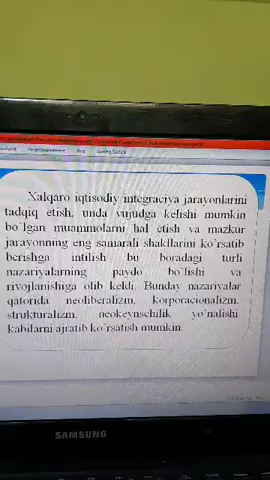 Xalqaro iqtisodiy integraciya jarayonlarini
tadqiq etish, unda vujudga kelishi mumkin
bo`lgan muammolarni hal etish va mazkur
jarayonning eng samarali shakllarini ko`rsatib
berishga intilish bu boradagi turli
nazariyalarning paydo bo`lishi va
rivojlanishiga olib keldi. Bunday nazariyalar
qatorida neoliberalizm, korporacionalizm,
strukturalizm, neokeynschilik yo`nalishi
kabilarni ajratib ko`rsatish mumkin.
SAMSUNG